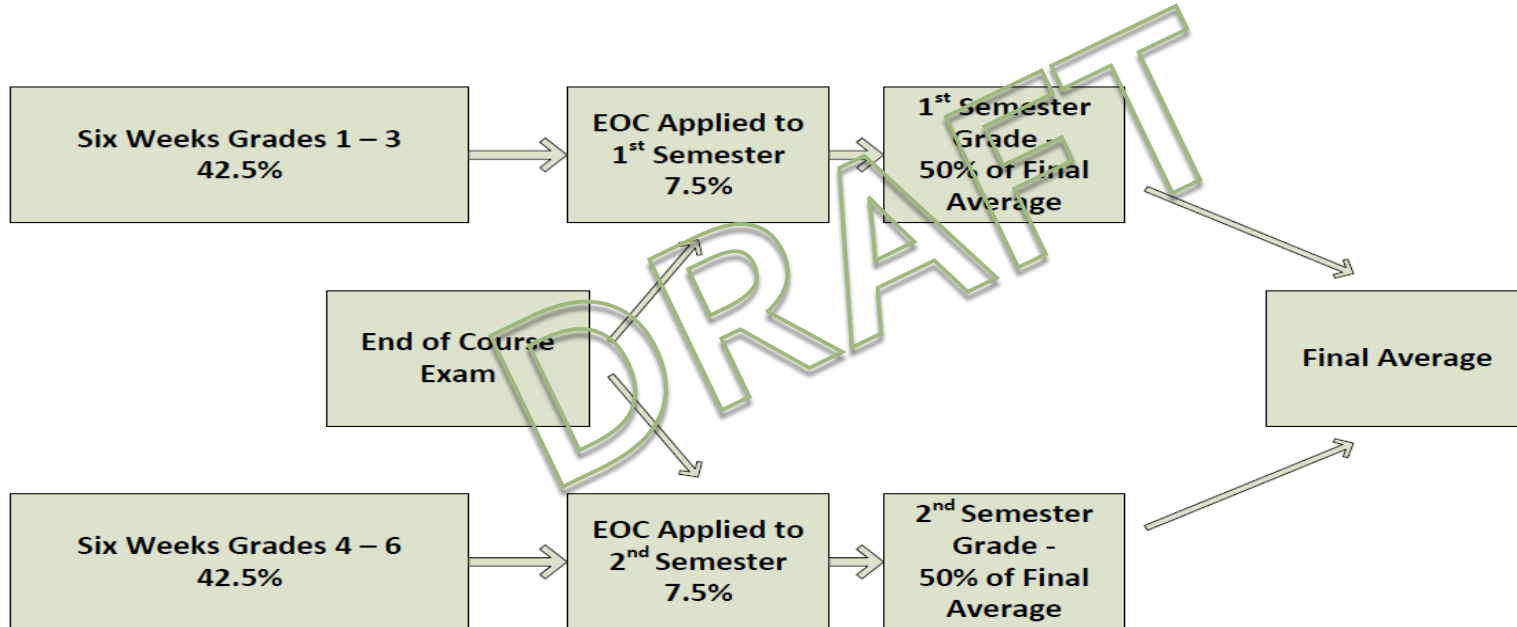 Six Weeks Grades 1 – 3
42.5%
EOC Applied to
1st Semester
7.5%
1st Semester
Grade -
50% of Final
Average
End of Course
Exam
DRAFT
Final Average
Six Weeks Grades 4 – 6
42.5%
EOC Applied to
2nd Semester
7.5%
2nd Semester
Grade -
50% of Final
Average